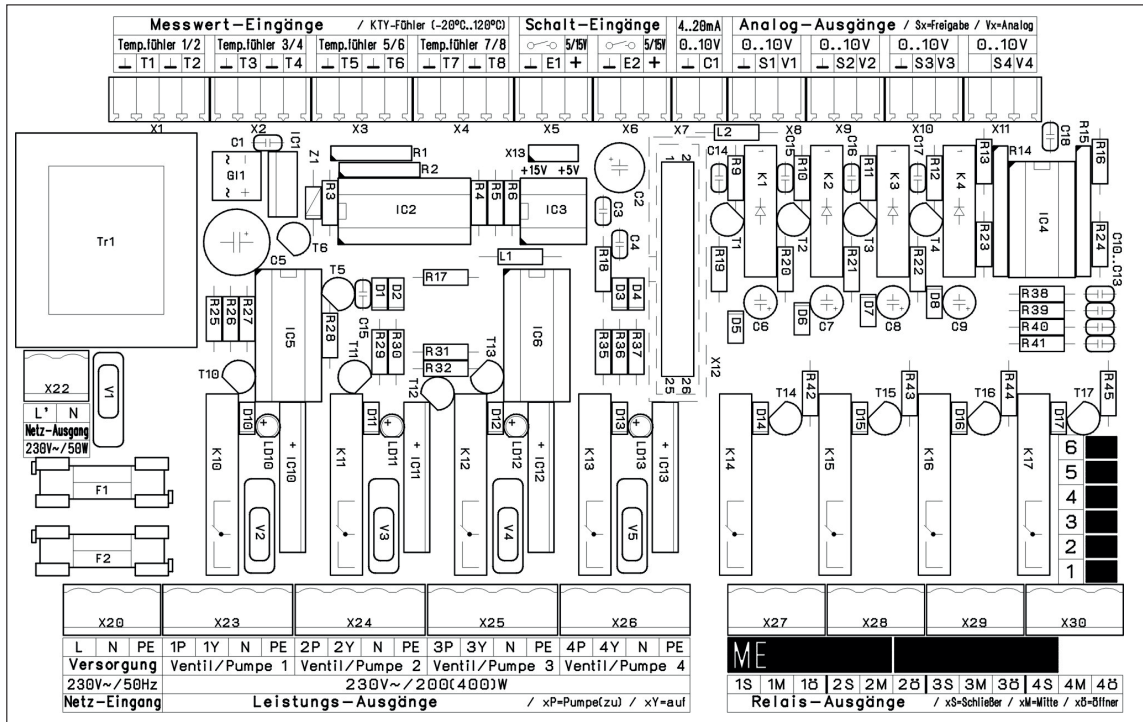 Messwert-Eingänge / KTY-Fühler (-20°C..120°C) Schalt-Eingänge 4..20mA Analog-Ausgänge / Sx=Freigabe / Vx=Analog
Temp.fühler 1/2 Temp.fühler 3/4 Temp.fühler 5/6 Temp.fühler 7/8 5/15V 5/15V 0..10V 0..10V 0..10V 0..10V 0..10V
⊥ T1 ⊥ T2 ⊥ T3 ⊥ T4 ⊥ T5 ⊥ T6 ⊥ T7 ⊥ T8 ⊥ E1 + ⊥ E2 + ⊥ C1 ⊥ S1 V1 ⊥ S2 V2 ⊥ S3 V3 S4 V4
X1 X2 X3 X4 X5 X6 X7 X8 X9 X10 X11
L2
C1 IC1 Z1 R1 X13 1 2 C14 R9 C15 R10 C16 R11 C17 R12 R13 R14 C18 R15 R16
~ ~ GI1 - +
R2 +15V +5V
R3 IC2 R4 R5 R6 IC3 C2 K1 K2 K3 K4 IC4
C3
Tr1 T6 C4 T1 T2 T3 T4 R23 R24
C5 L1 R18 R19 R20 R21 R22 C10..C13
T5 R17
D1 D2 D3 D4 R38
C15 R39
R25 R26 R27 IC5 R28 IC6 D5 C6 D6 C7 D7 C8 D8 C9 R40
R29 R30 R31 R35 R36 R37 R41
T10 T11 R32 T12 T13 25 26 X12
X22 V1
L' N
Netz-Ausgang
230V~/50W
D10 D11 D12 D13 D14 T14 R42 D15 T15 R43 D16 T16 R44 D17 T17 R45
K10 LD10 + IC10 K11 LD11 + IC11 K12 LD12 + IC12 K13 LD13 + IC13 K14 K15 K16 K17
6
5
4
3
2
1
F1
V2 V3 V4 V5
F2
X20 X23 X24 X25 X26 X27 X28 X29 X30
L N PE 1P 1Y N PE 2P 2Y N PE 3P 3Y N PE 4P 4Y N PE
ME
Versorgung Ventil/Pumpe 1 Ventil/Pumpe 2 Ventil/Pumpe 3 Ventil/Pumpe 4
230V~/50Hz 230V~/200(400)W 1S 1M 1Ö 2S 2M 2Ö 3S 3M 3Ö 4S 4M 4Ö
Netz-Eingang Leistungs-Ausgänge / xP=Pumpe(zu) / xY=auf Relais-Ausgänge / xS=Schließer / xM=Mitte / xÖ=Öffner